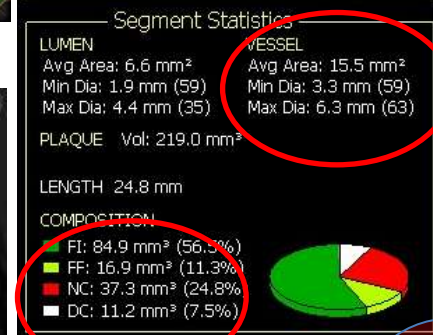 Segment Statistics
LUMEN
Avg Area: 6.6 mm²
Min Dia: 1.9 mm (59)
Max Dia: 4.4 mm (35)
VESSEL
Avg Area: 15.5 mm²
Min Dia: 3.3 mm (59)
Max Dia: 6.3 mm (63)
PLAQUE Vol: 219.0 mm³
LENGTH 24.8 mm
COMPOSITION
FI: 84.9 mm³ (56.5%)
FF: 16.9 mm³ (11.3%)
NC: 37.3 mm³ (24.8%
DC: 11.2 mm³ (7.5%)